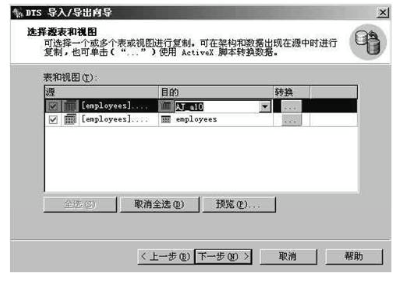 DTS 导入/导出向导
选择源表和视图
可选择一个或多个表或视图进行复制。可在架构和数据出现在源中时进行
复制，也可单击(“...”)使用 ActiveX 脚本转换数据。
表和视图(T):
源 目的 转换
[employees].... ...
[employees].... employees ...
全选(S) 取消全选(D) 预览(P)...
< 上一步(B) 下一步(N) > 取消 帮助